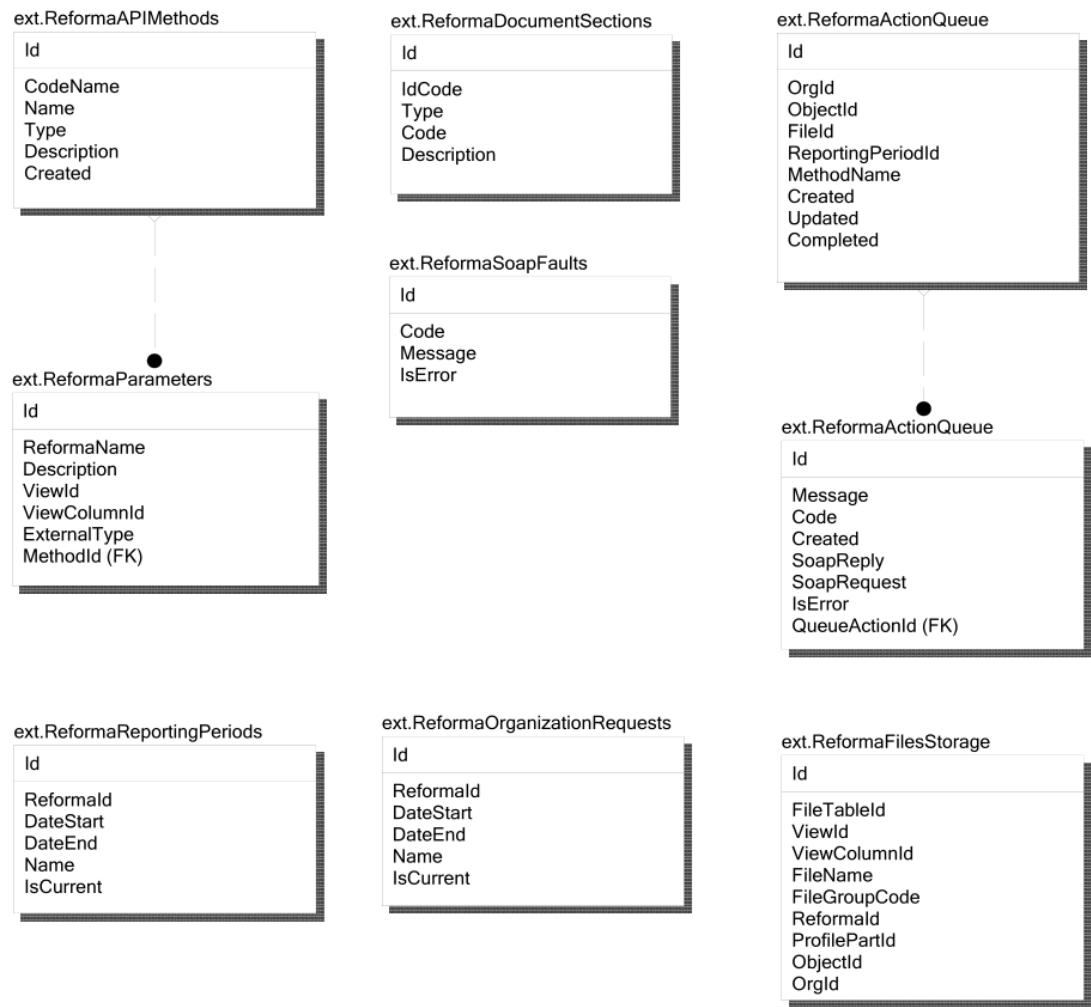 ext.ReformaAPIMethods
Id
CodeName
Name
Type
Description
Created
ext.ReformaDocumentSections
Id
IdCode
Type
Code
Description
ext.ReformaActionQueue
Id
OrgId
ObjectId
FileId
ReportingPeriodId
MethodName
Created
Updated
Completed
ext.ReformaSoapFaults
Id
Code
Message
IsError
ext.ReformaParameters
Id
ReformaName
Description
ViewId
ViewColumnId
ExternalType
MethodId (FK)
ext.ReformaActionQueue
Id
Message
Code
Created
SoapReply
SoapRequest
IsError
QueueActionId (FK)
ext.ReformaReportingPeriods
Id
ReformaId
DateStart
DateEnd
Name
IsCurrent
ext.ReformaOrganizationRequests
Id
ReformaId
DateStart
DateEnd
Name
IsCurrent
ext.ReformaFilesStorage
Id
FileTableId
ViewId
ViewColumnId
FileName
FileGroupCode
ReformaId
ProfilePartId
ObjectId
OrgId